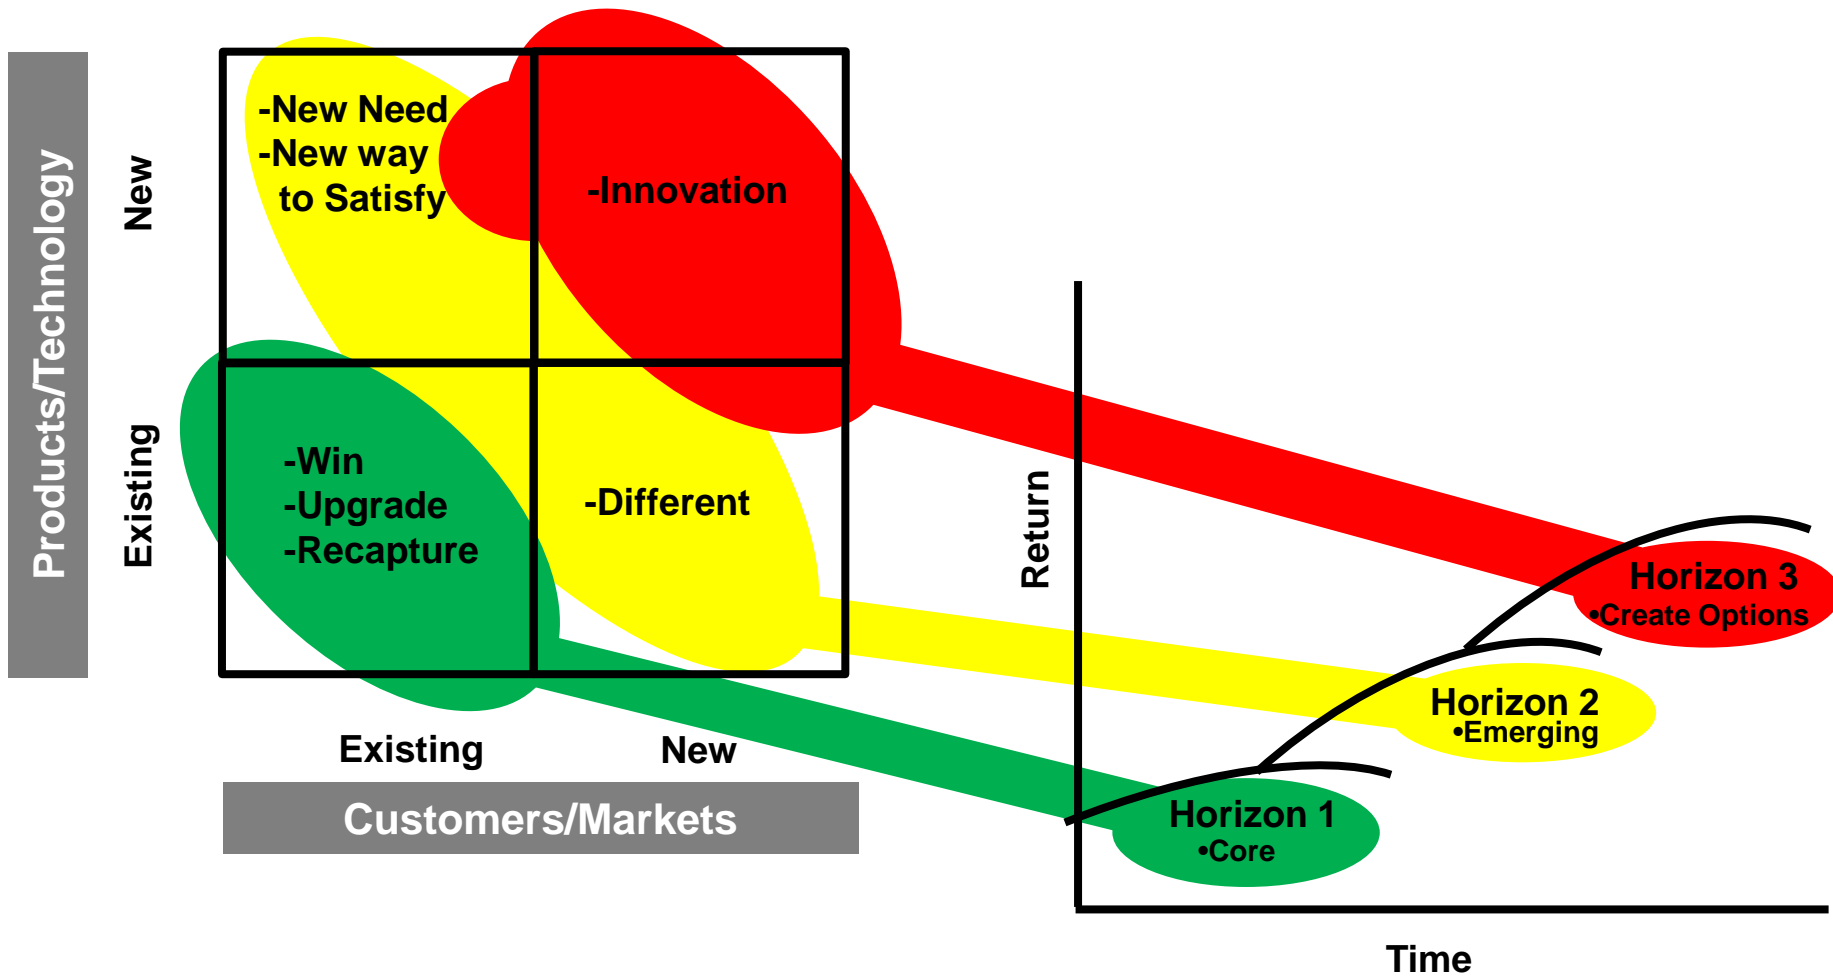 Products/Technology
New
Existing
-New Need
-New way
to Satisfy
-Innovation
-Win
-Upgrade
-Recapture
-Different
Existing
New
Customers/Markets
Return
Horizon 3
•Create Options
Horizon 2
•Emerging
Horizon 1
•Core
Time